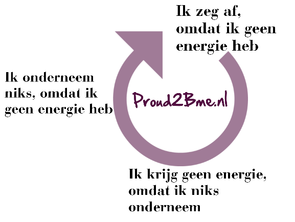 Ik zeg af,
omdat ik geen
energie heb
Ik onderneem
niks, omdat ik
geen energie heb
Proud2Bme.nl
Ik krijg geen energie,
omdat ik niks
onderneem